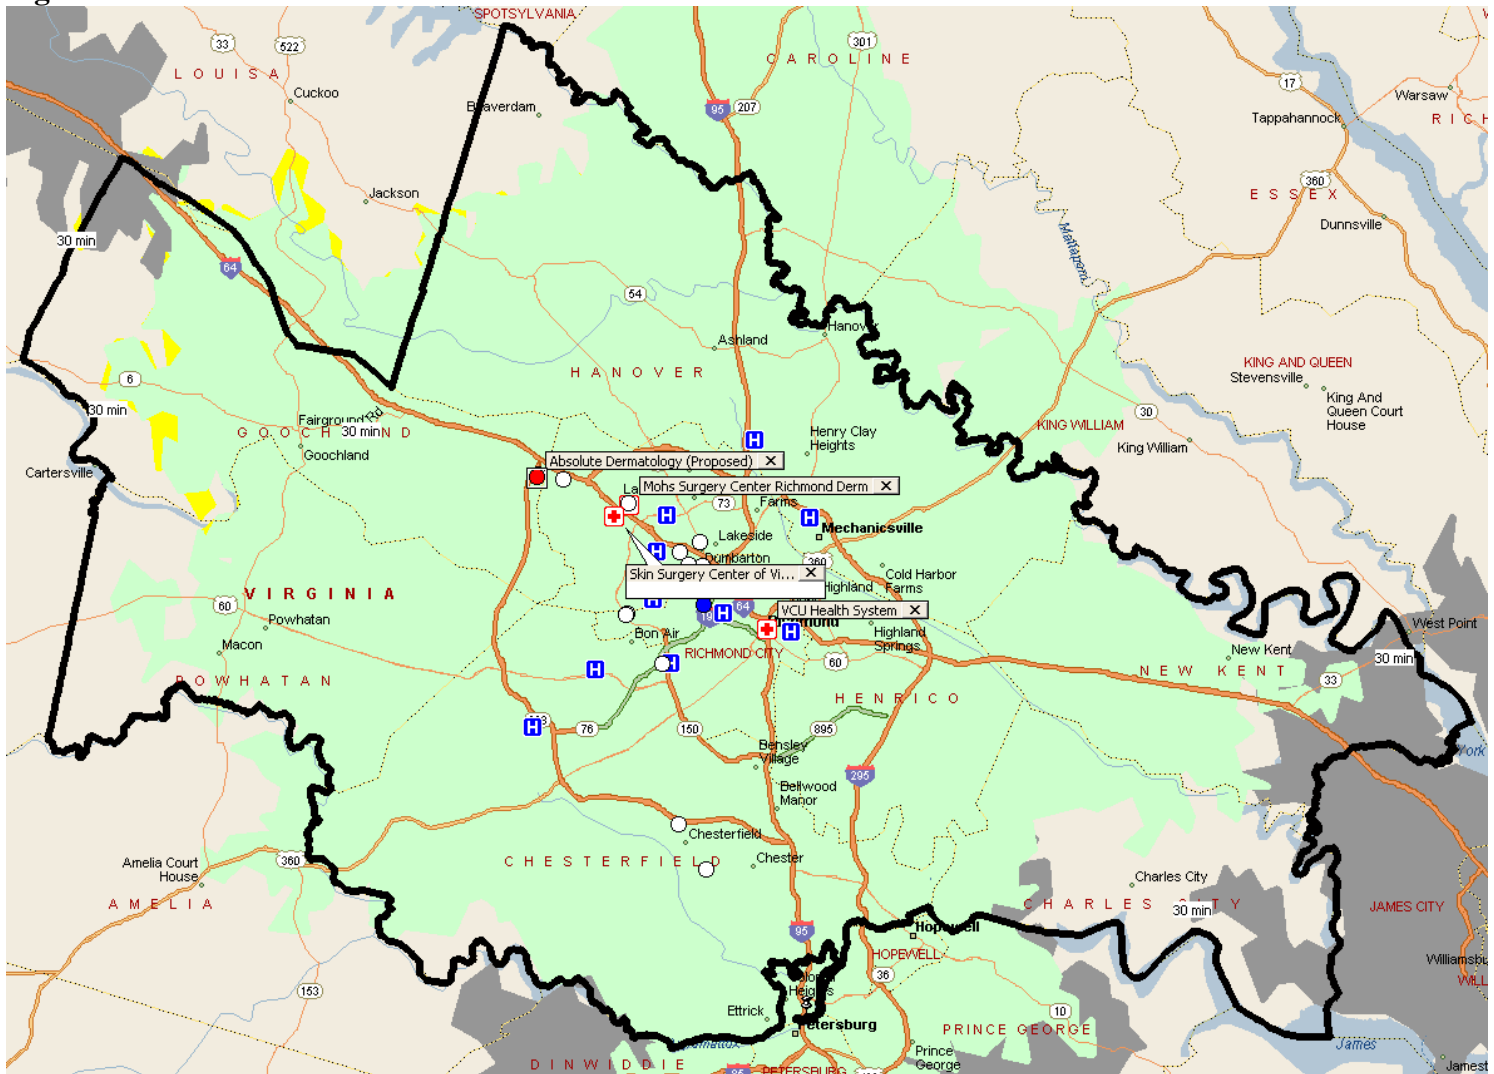 SPOTSYLVANIA
33
522
301
LOUISA
CAROLINE
17
Cuckoo
Warsaw
Beaverdam
95
207
Tappahannock
360
Jackson
ESSEX
Dunnsville
30 min
Mattaponi
64
54
Hanover
Ashland
HANOVER
KING AND QUEEN
Stevensville
King And
Queen Court
House
6
30 min
Fairground Rd
30 min
30
GOOCHLAND
Henry Clay
Heights
KING WILLIAM
King William
Goochland
Cartersville
Absolute Dermatology (Proposed) X
Mohs Surgery Center Richmond Derm X
73
Farms
Mechanicsville
Lakeside
Dumbarton
360
Skin Surgery Center of Vi... X
Cold Harbor
Farms
Highland
VIRGINIA
60
64
VCU Health System X
Powhatan
Macon
Bon Air
Highland
Springs
West Point
New Kent
30 min
RICHMOND CITY
60
NEW KENT
33
POWHATAN
HENRICO
76
150
895
York
Bensley
Village
295
Bellwood
Manor
Chesterfield
Chester
360
CHESTERFIELD
Amelia Court
House
AMELIA
Charles City
CHARLES CITY
30 min
JAMES CITY
95
Hopewell
HOPEWELL
36
153
Ettrick
Petersburg
10
PRINCE GEORGE
James
Prince
George
DINWIDDIE
PETERSBURG